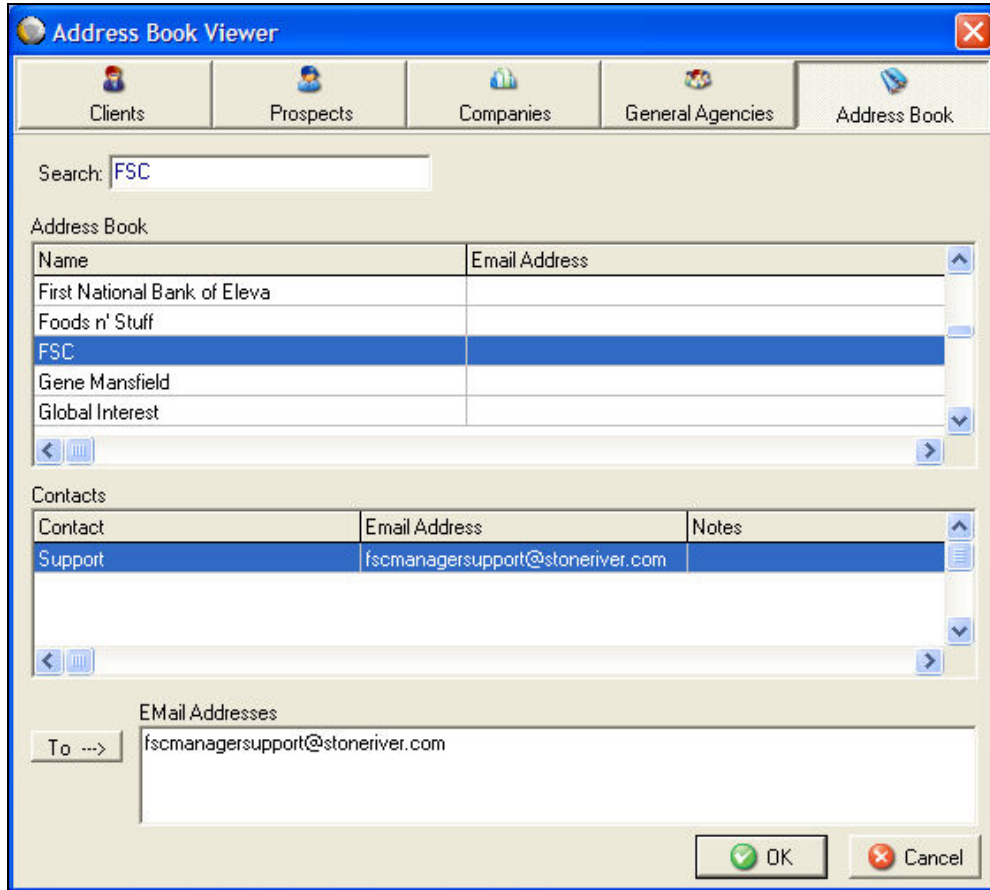 Address Book Viewer
Clients Prospects Companies General Agencies Address Book
Search: FSC
Address Book
Name Email Address
First National Bank of Eleva
Foods n' Stuff
FSC
Gene Mansfield
Global Interest
Contacts
Contact Email Address Notes
Support fscmanagersupport@stoneriver.com
EMail Addresses
To ---> fscmanagersupport@stoneriver.com
OK Cancel